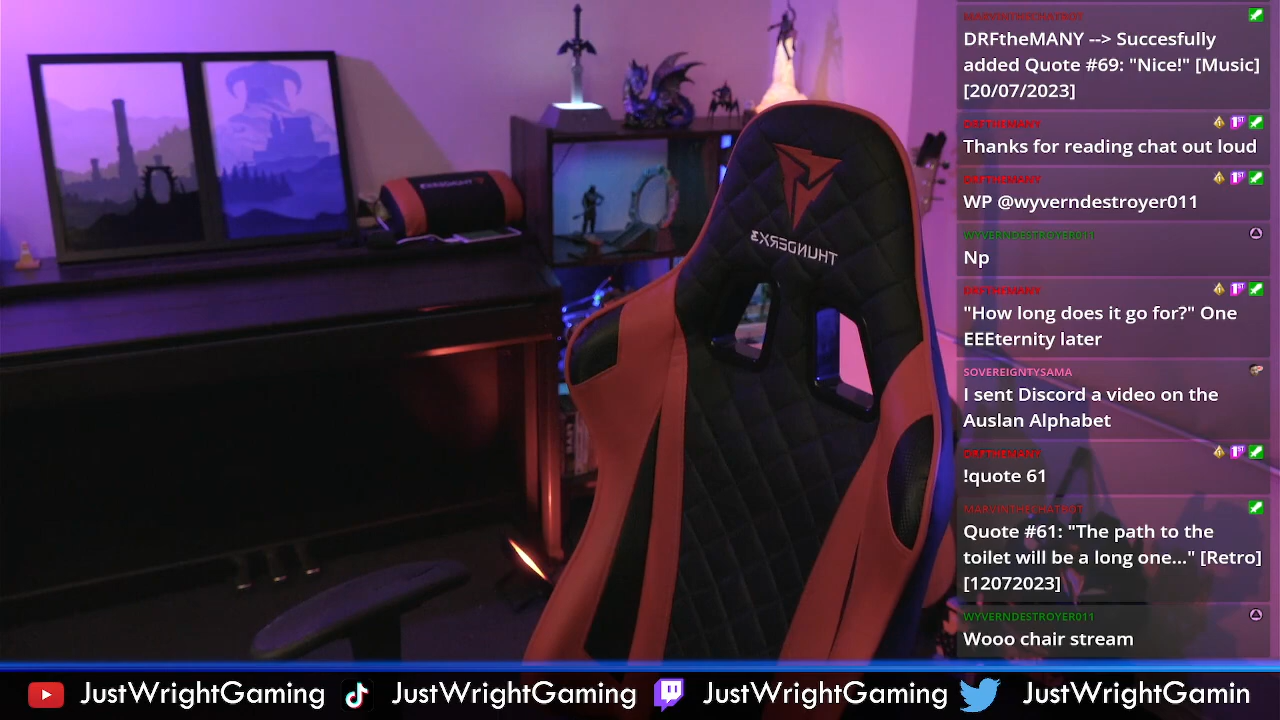 MARVINTHECHATBOT
DRFtheMANY --> Succesfully
added Quote #69: "Nice!" [Music]
[20/07/2023]
DRFTHEMANY
Thanks for reading chat out loud
DRFTHEMANY
WP @wyverndestroyer011
WYVERNDESTROYER011
Np
DRFTHEMANY
"How long does it go for?" One
EEEternity later
SOVEREIGNTYSAMA
I sent Discord a video on the
Auslan Alphabet
DRFTHEMANY
!quote 61
MARVINTHECHATBOT
Quote #61: "The path to the
toilet will be a long one..." [Retro]
[12072023]
WYVERNDESTROYER011
Wooo chair stream
THUNDERX3
THUNDERX3
JustWrightGaming JustWrightGaming JustWrightGaming JustWrightGamin